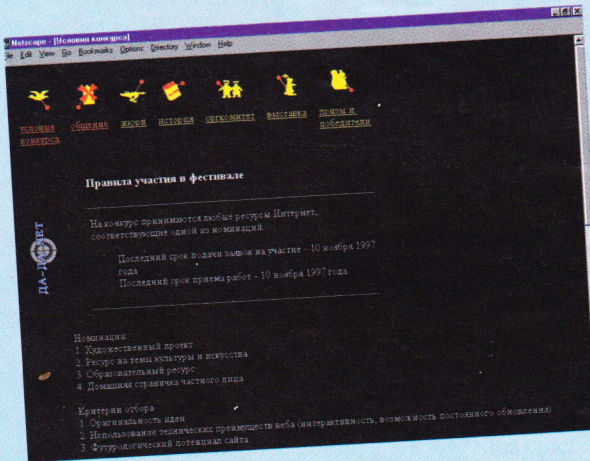 Netscape - [Условия конкурса]
File Edit View Go Bookmarks Options Directory Window Help
условия конкурса
общение
жюри
история
оргкомитет
выставка
призы и победители
Правила участия в фестивале
На конкурс принимаются любые ресурсы Интернет,
соответствующие одной из номинаций.
Последний срок подачи заявок на участие - 10 ноября 1997
года
Последний срок приема работ - 10 ноября 1997 года
ДА-ДА-NET
Номинации
1. Художественный проект
2. Ресурс на темы культуры и искусства
3. Образовательный ресурс
4. Домашняя страничка частного лица
Критерии отбора
1. Оригинальность идеи
2. Использование технических преимуществ веба (интерактивность, возможность постоянного обновления)
3. Футурологический потенциал сайта